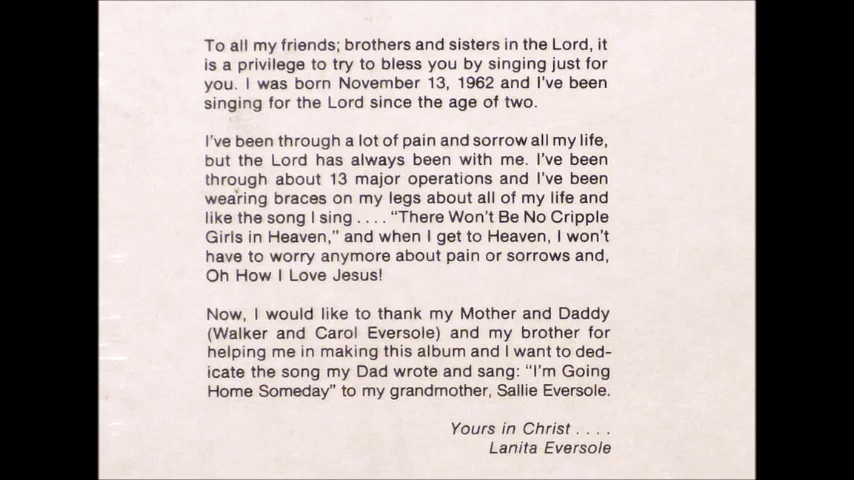 To all my friends; brothers and sisters in the Lord, it
is a privilege to try to bless you by singing just for
you. I was born November 13, 1962 and I've been
singing for the Lord since the age of two.
I've been through a lot of pain and sorrow all my life,
but the Lord has always been with me. I've been
through about 13 major operations and I've been
wearing braces on my legs about all of my life and
like the song I sing .... "There Won't Be No Cripple
Girls in Heaven," and when I get to Heaven, I won't
have to worry anymore about pain or sorrows and,
Oh How I Love Jesus!
Now, I would like to thank my Mother and Daddy
(Walker and Carol Eversole) and my brother for
helping me in making this album and I want to ded-
icate the song my Dad wrote and sang: "I'm Going
Home Someday" to my grandmother, Sallie Eversole.
Yours in Christ ....
Lanita Eversole